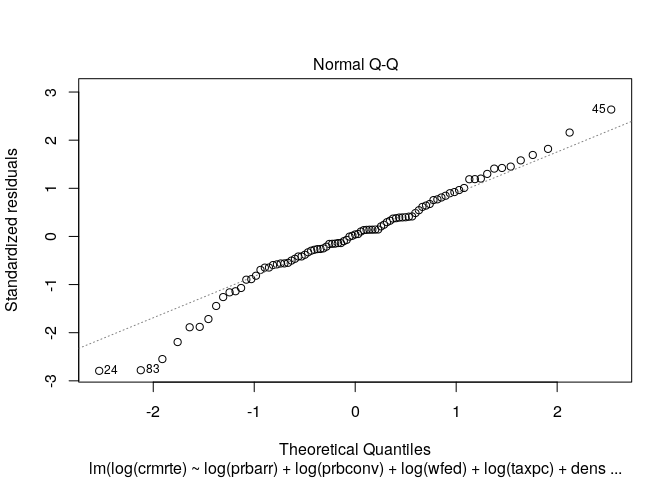 Normal Q-Q
Standardized residuals
3
2
1
0
-1
-2
-3
45
24
83
-2 -1 0 1 2
Theoretical Quantiles
lm(log(crmrte) ~ log(prbarr) + log(prbconv) + log(wfed) + log(taxpc) + dens ...